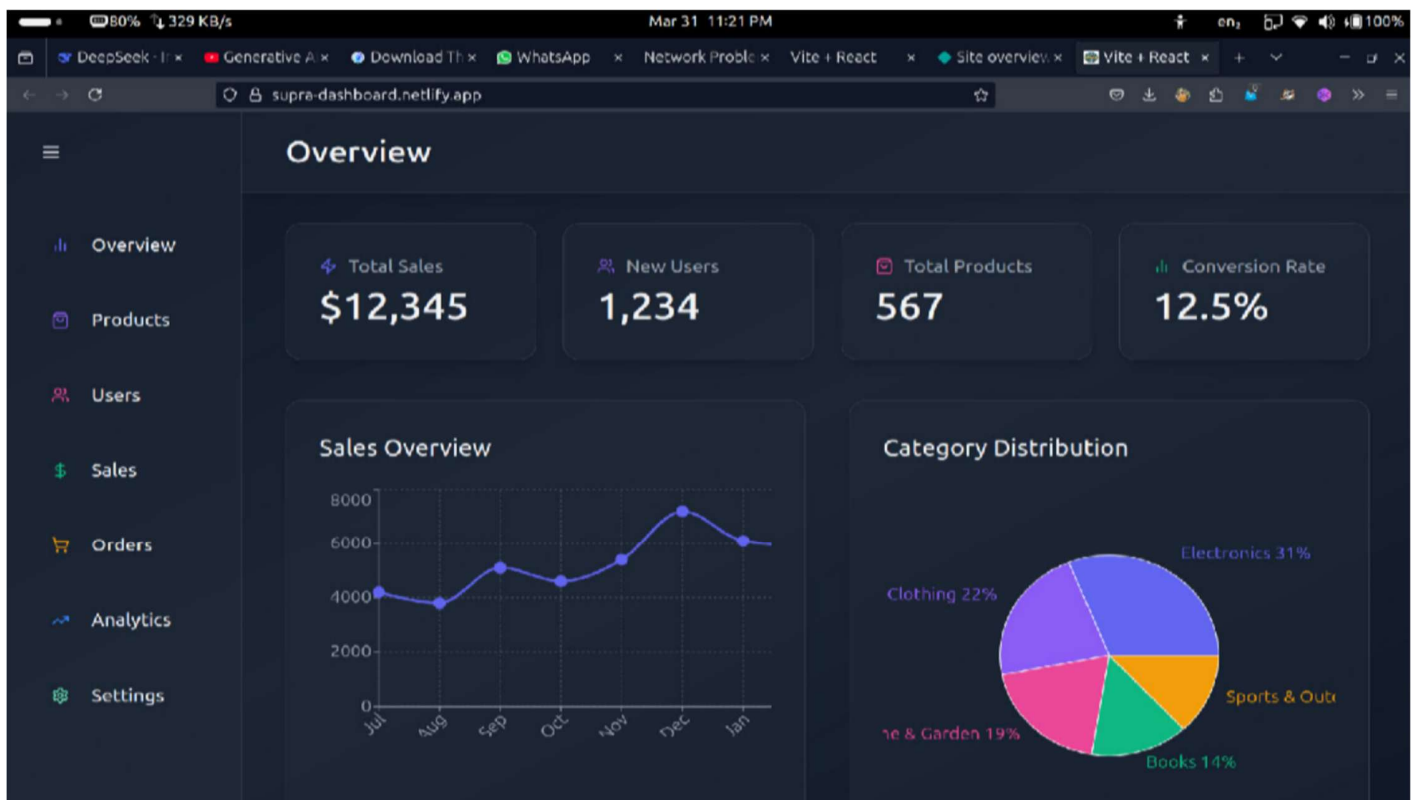 80% 329 KB/s
Mar 31 11:21 PM
en₂
100%
DeepSeek - I
Generative A
Download Th
WhatsApp
Network Proble
Vite + React
Site overview
Vite + React
supra-dashboard.netlify.app
Overview
Overview
Products
Users
Sales
Orders
Analytics
Settings
Total Sales
$12,345
New Users
1,234
Total Products
567
Conversion Rate
12.5%
Sales Overview
8000
6000
4000
2000
0
Jul Aug Sep Oct Nov Dec Jan
Category Distribution
Electronics 31%
Clothing 22%
Sports & Out
ne & Garden 19%
Books 14%